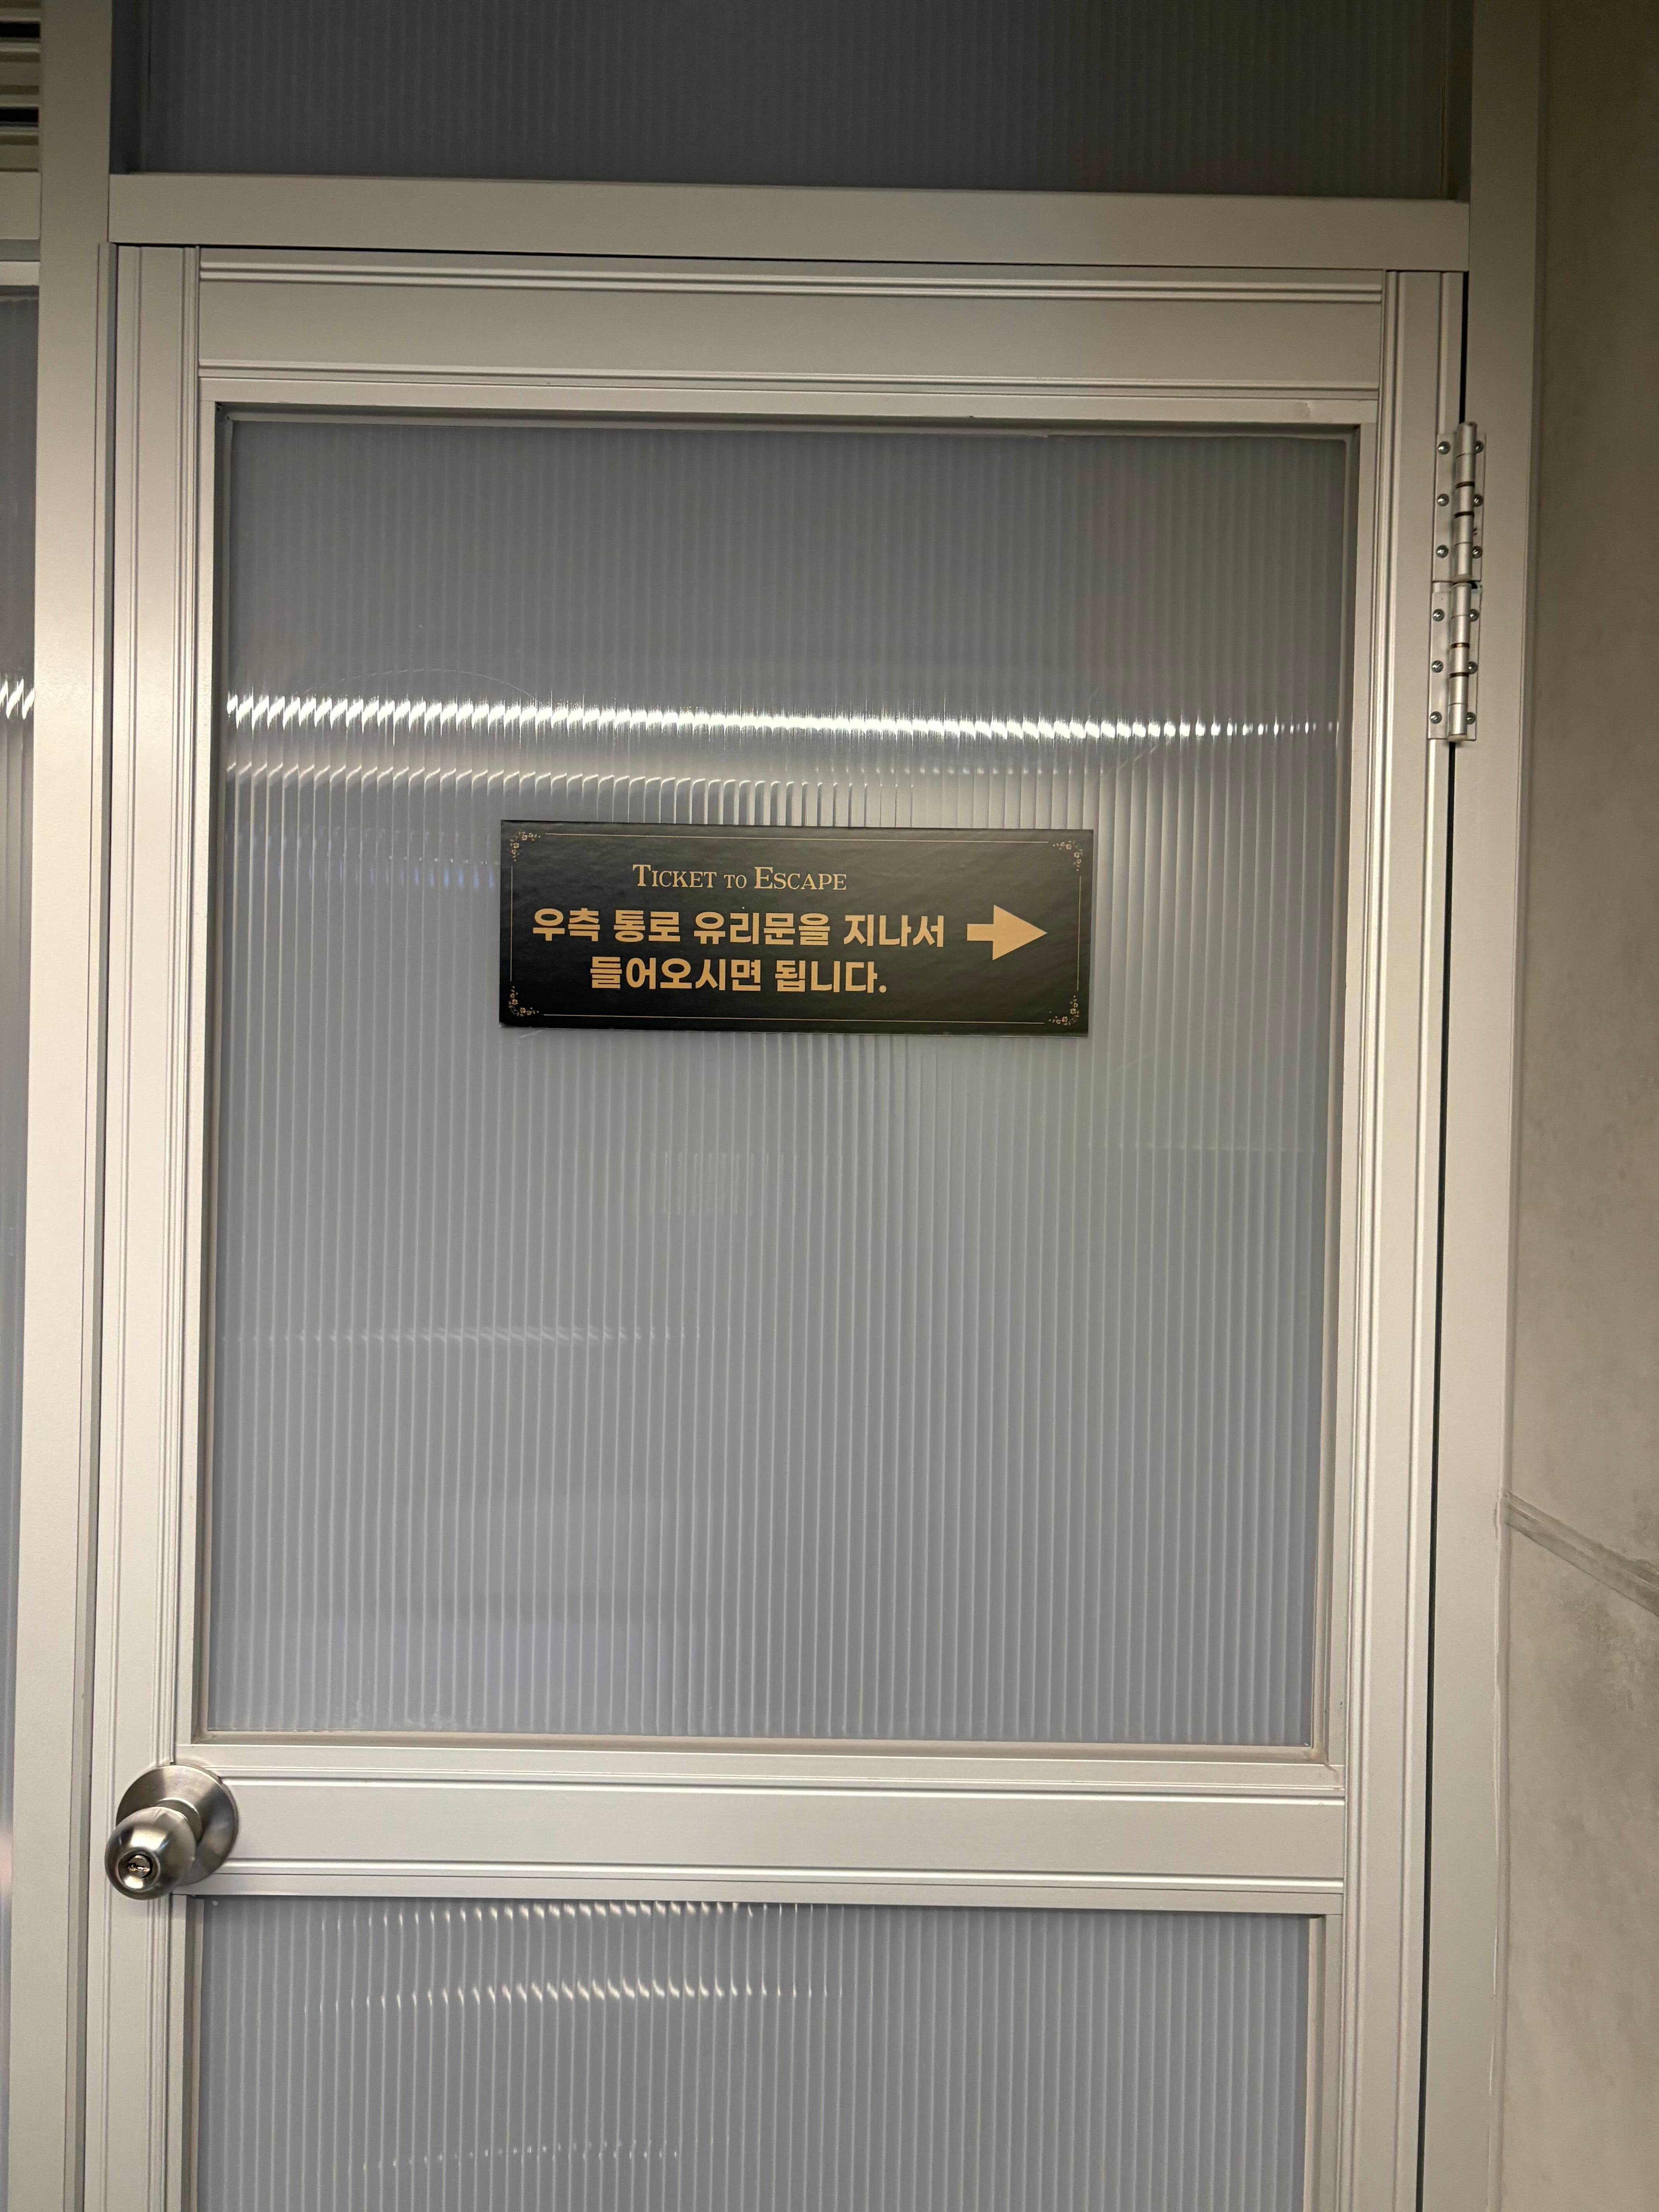 TICKET TO ESCAPE
우측 통로 유리문을 지나서
들어오시면 됩니다.